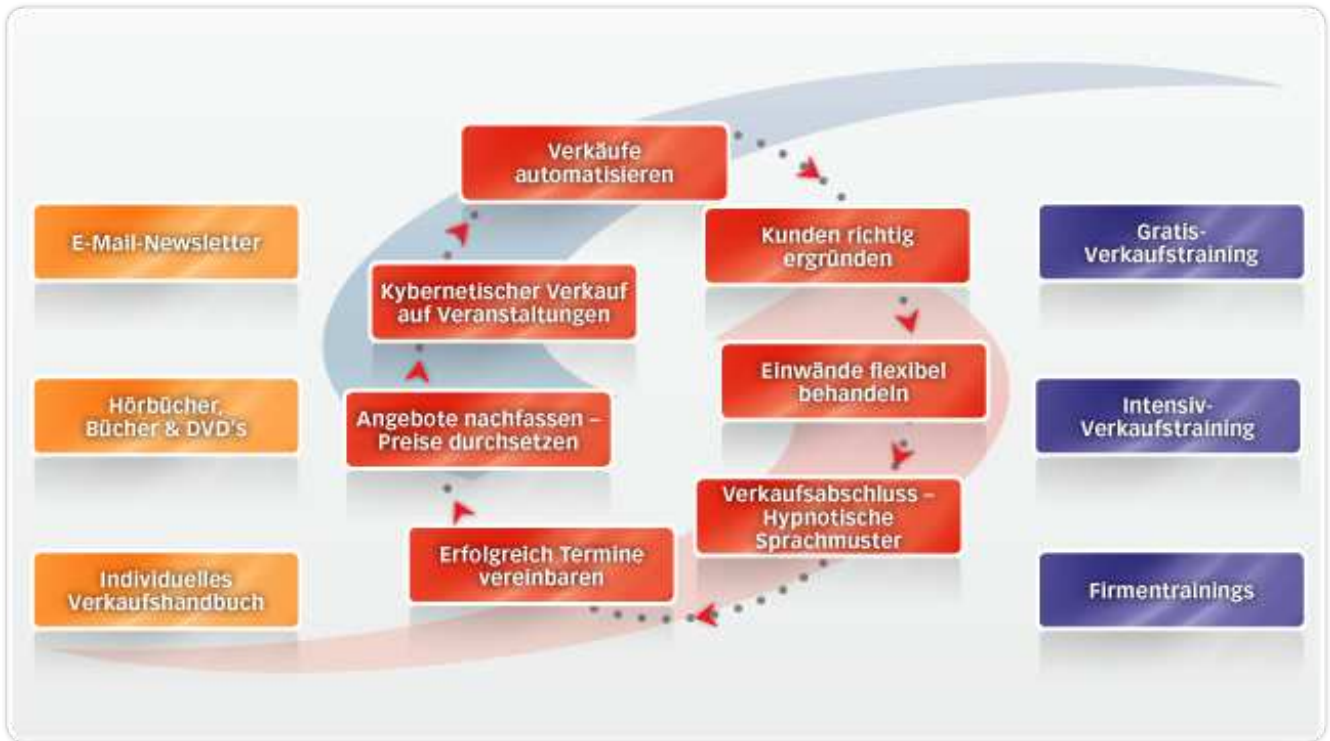 Verkäufe
automatisieren
E-Mail-Newsletter
Kunden richtig
ergründen
Gratis-
Verkaufstraining
Kybernetischer Verkauf
auf Veranstaltungen
Einwände flexibel
behandeln
Hörbücher,
Bücher & DVD's
Angebote nachfassen –
Preise durchsetzen
Intensiv-
Verkaufstraining
Verkaufsabschluss –
Hypnotische
Sprachmuster
Erfolgreich Termine
vereinbaren
Individuelles
Verkaufshandbuch
Firmentrainings